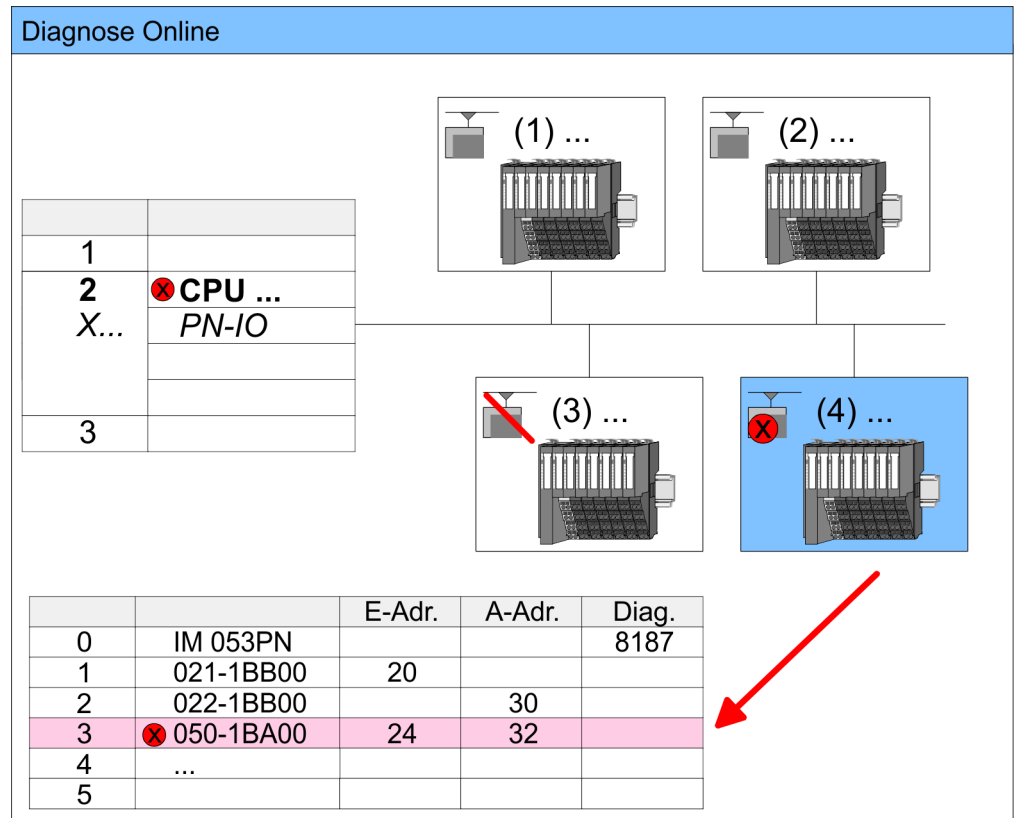 Diagnose Online
(1) ...
(2) ...
1
2 X CPU ...
X... PN-IO
3
(3) ...
X (4) ...
E-Adr. A-Adr. Diag.
0 IM 053PN 8187
1 021-1BB00 20
2 022-1BB00 30
3 X 050-1BA00 24 32
4 ...
5